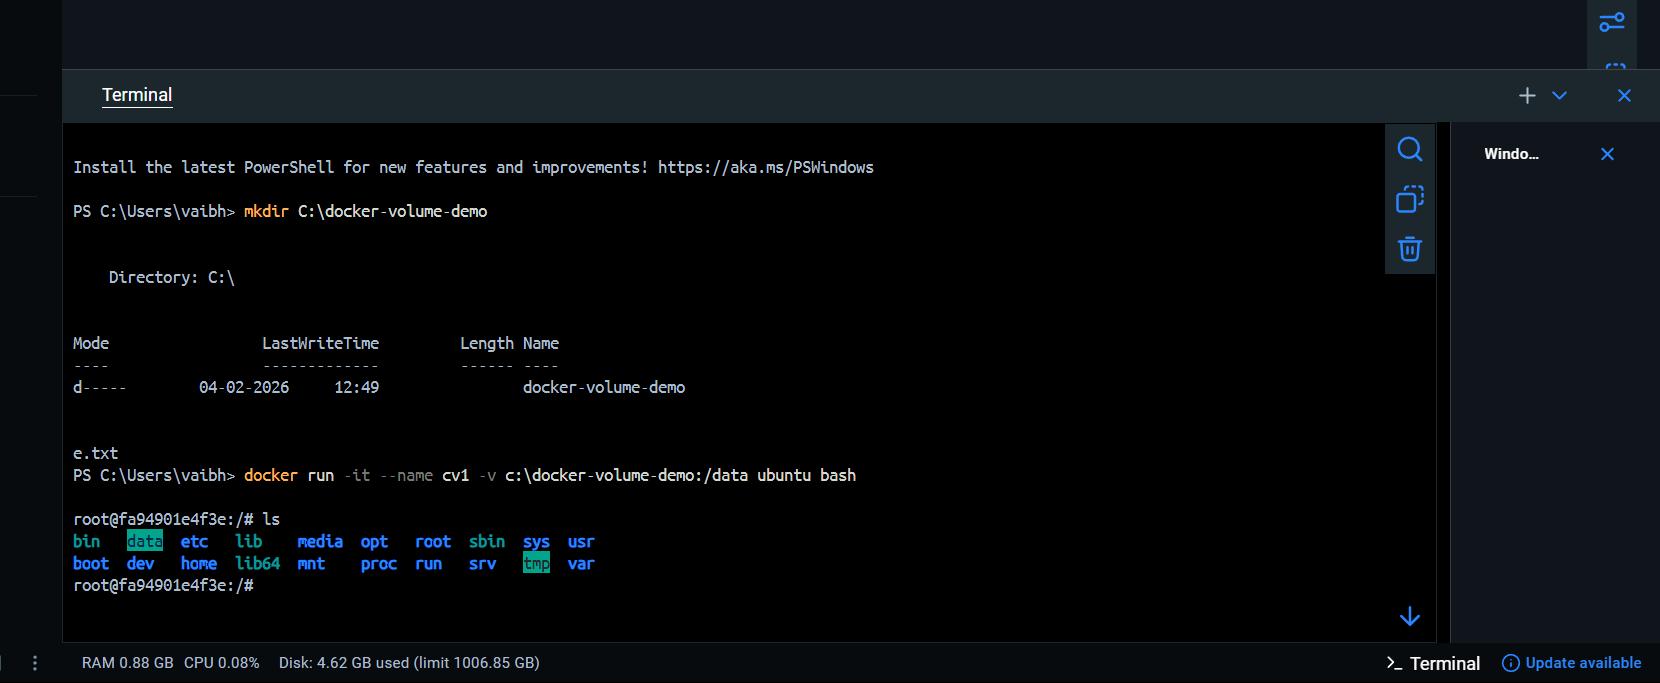 Terminal
Windo...
Install the latest PowerShell for new features and improvements! https://aka.ms/PSWindows
PS C:\Users\vaibh> mkdir C:\docker-volume-demo
Directory: C:\
Mode                 LastWriteTime         Length Name
----                 -------------         ------ ----
d-----        04-02-2026     12:49                docker-volume-demo
e.txt
PS C:\Users\vaibh> docker run -it --name cv1 -v c:\docker-volume-demo:/data ubuntu bash
root@fa94901e4f3e:/# ls
bin   data  etc   lib    media  opt   root  sbin  sys  usr
boot  dev   home  lib64  mnt    proc  run   srv   tmp  var
root@fa94901e4f3e:/#
RAM 0.88 GB  CPU 0.08%  Disk: 4.62 GB used (limit 1006.85 GB)
>_ Terminal  Update available